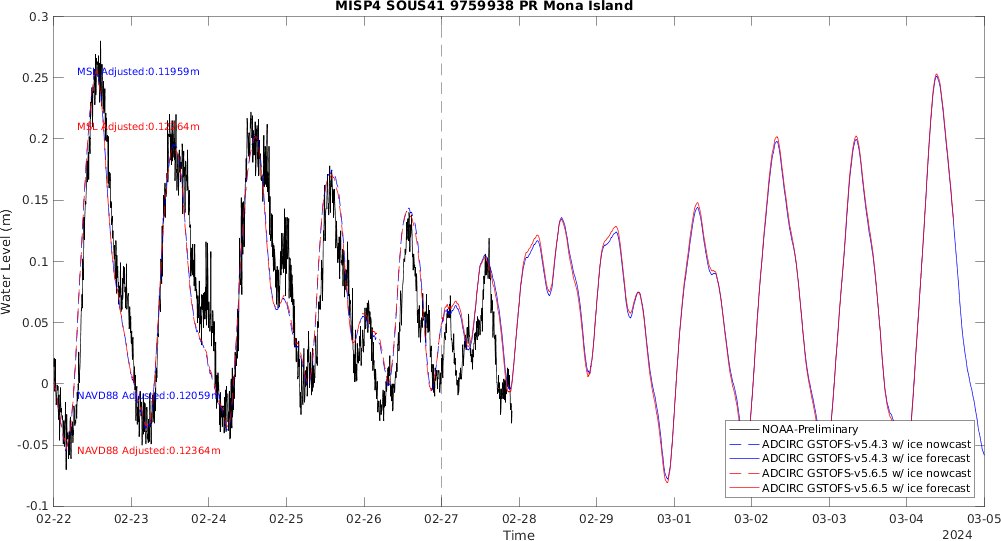 MISP4 SOUS41 9759938 PR Mona Island
0.3
0.25
0.2
0.15
0.1
0.05
0
-0.05
-0.1
Water Level (m)
MSL Adjusted:0.11959m
MSL Adjusted:0.12364m
NAVD88 Adjusted:0.12059m
NAVD88 Adjusted:0.12364m
NOAA-Preliminary
ADCIRC GSTOFS-v5.4.3 w/ ice nowcast
ADCIRC GSTOFS-v5.4.3 w/ ice forecast
ADCIRC GSTOFS-v5.6.5 w/ ice nowcast
ADCIRC GSTOFS-v5.6.5 w/ ice forecast
02-22 02-23 02-24 02-25 02-26 02-27 02-28 02-29 03-01 03-02 03-03 03-04 03-05
Time
2024